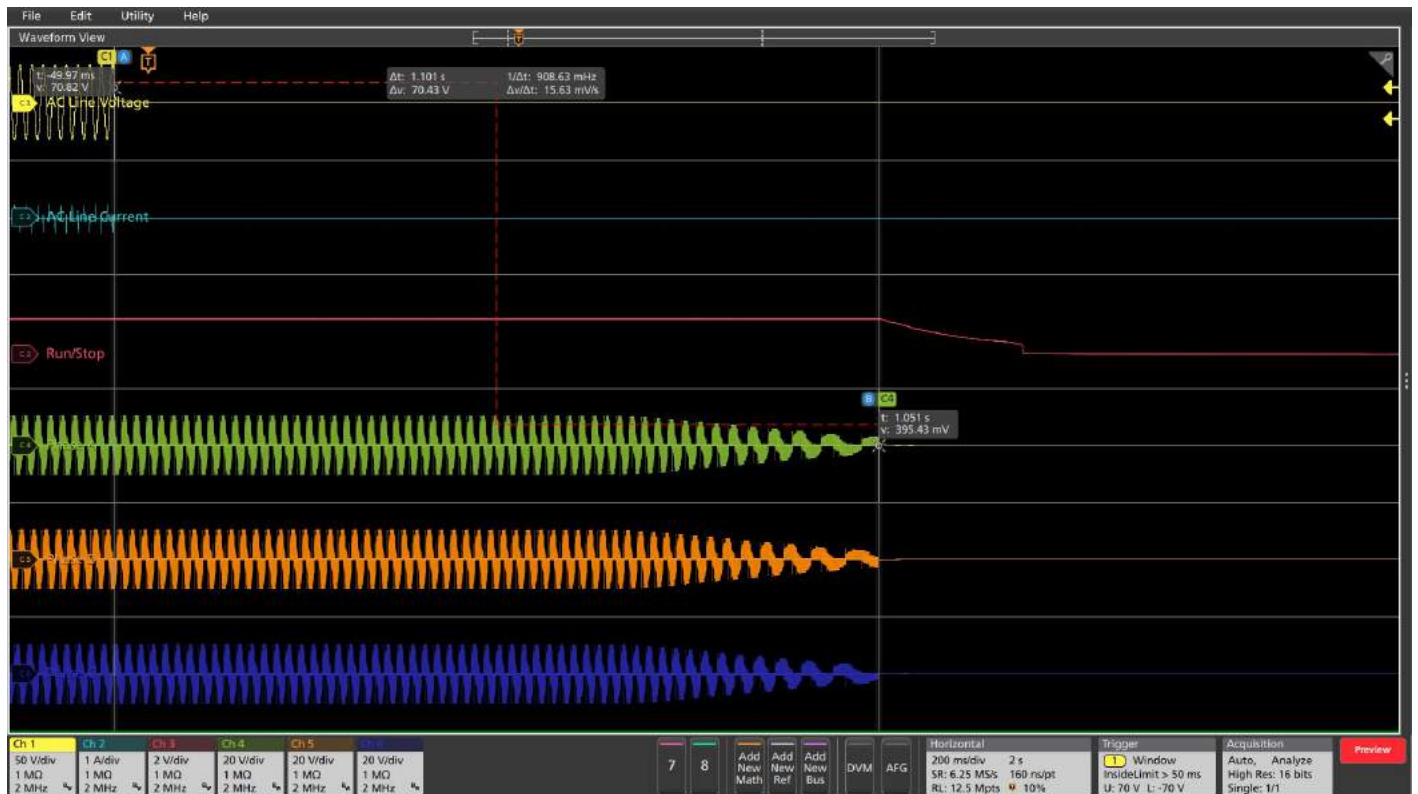 File Edit Utility Help
Waveform View
C1 A
T
t: -49.97 ms
v: 70.82 V
Δt: 1.101 s 1/Δt: 908.63 mHz
Δv: 70.43 V Δv/Δt: 15.63 mV/s
C1 AC Line Voltage
C2 AC Line Current
C3 Run/Stop
B C4
t: 1.051 s
v: 395.43 mV
C4
Ch 1 Ch 2 Ch 3 Ch 4 Ch 5
50 V/div 1 A/div 2 V/div 20 V/div 20 V/div 20 V/div
1 MΩ 1 MΩ 1 MΩ 1 MΩ 1 MΩ 1 MΩ
2 MHz 2 MHz 2 MHz 2 MHz 2 MHz 2 MHz
7 8
Add New Math
Add New Ref
Add New Bus
DVM AFG
Horizontal
200 ms/div 2 s
SR: 6.25 MS/s 160 ns/pt
RL: 12.5 Mpts 10%
Trigger
1 Window
InsideLimit > 50 ms
U: 70 V L: -70 V
Acquisition
Auto, Analyze
High Res: 16 bits
Single: 1/1
Preview